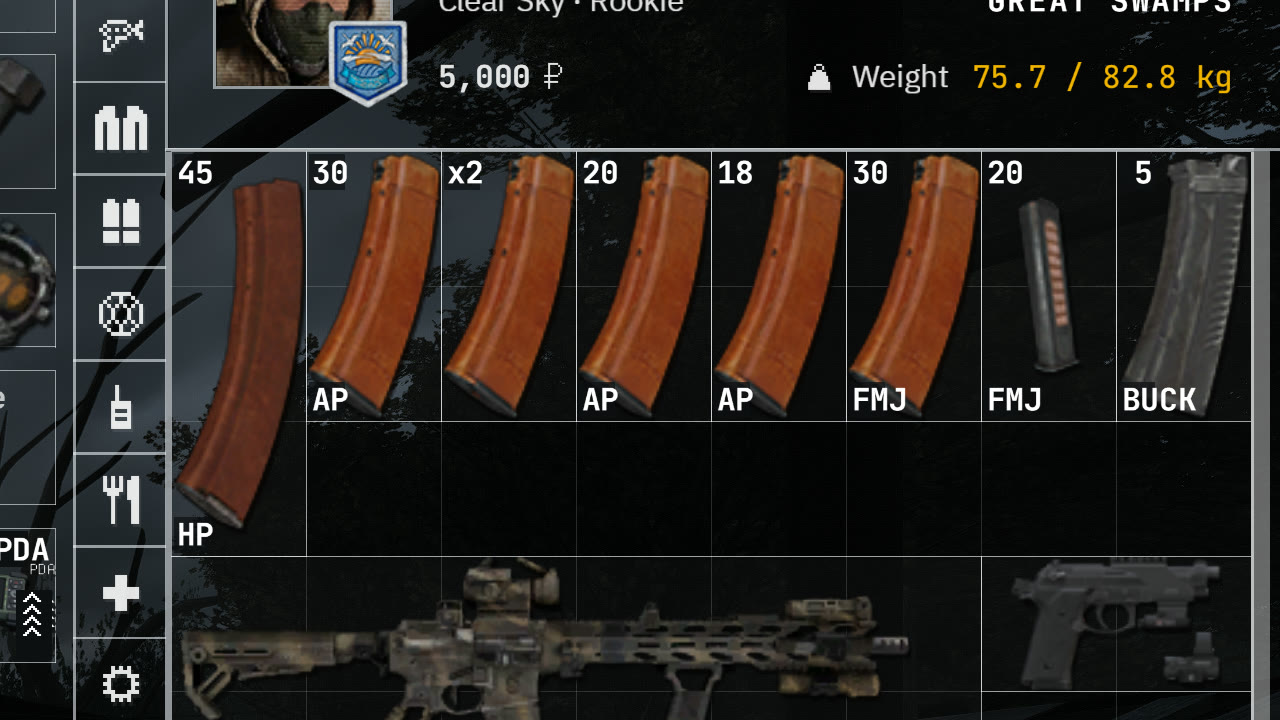 Clear Sky · Rookie
GREAT SWAMPS
5,000 ₽
Weight 75.7 / 82.8 kg
45
30
x2
20
18
30
20
5
AP
AP
AP
FMJ
FMJ
BUCK
HP
PDA
PDA